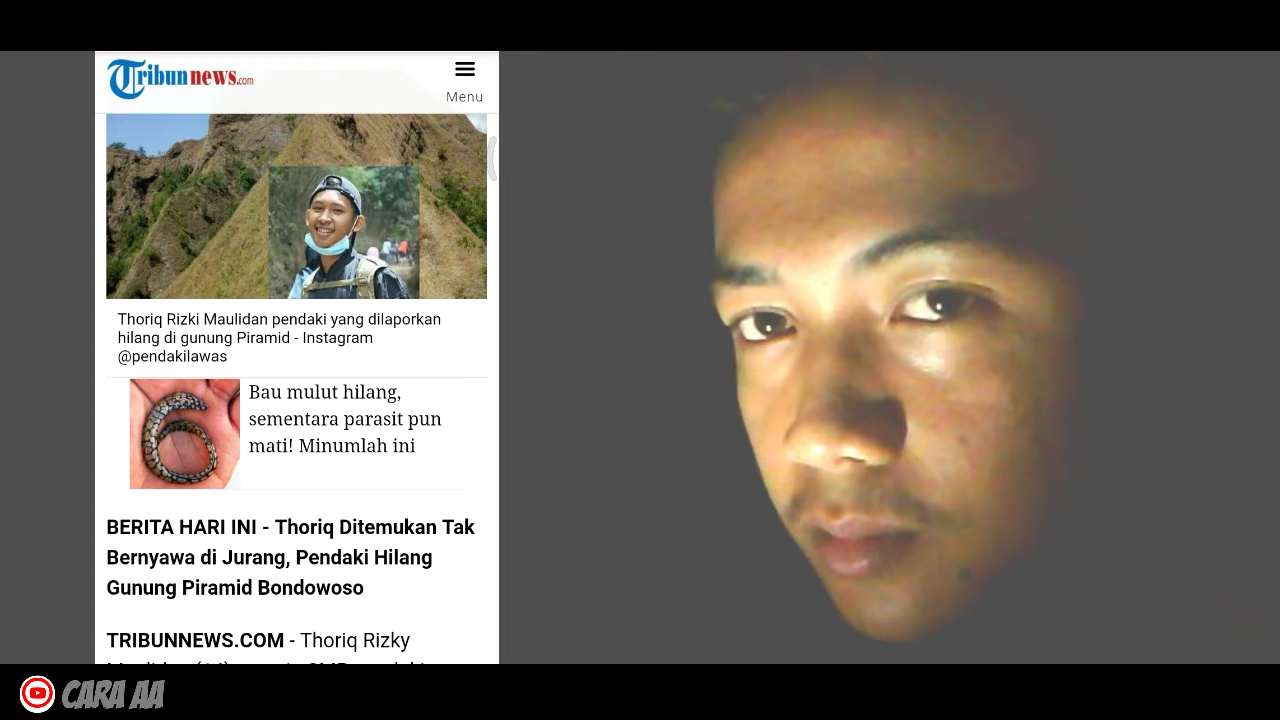 Tribunnews.com
Menu
Thoriq Rizki Maulidan pendaki yang dilaporkan
hilang di gunung Piramid - Instagram
@pendakilawas
Bau mulut hilang,
sementara parasit pun
mati! Minumlah ini
BERITA HARI INI - Thoriq Ditemukan Tak
Bernyawa di Jurang, Pendaki Hilang
Gunung Piramid Bondowoso
TRIBUNNEWS.COM - Thoriq Rizky
CARA AA